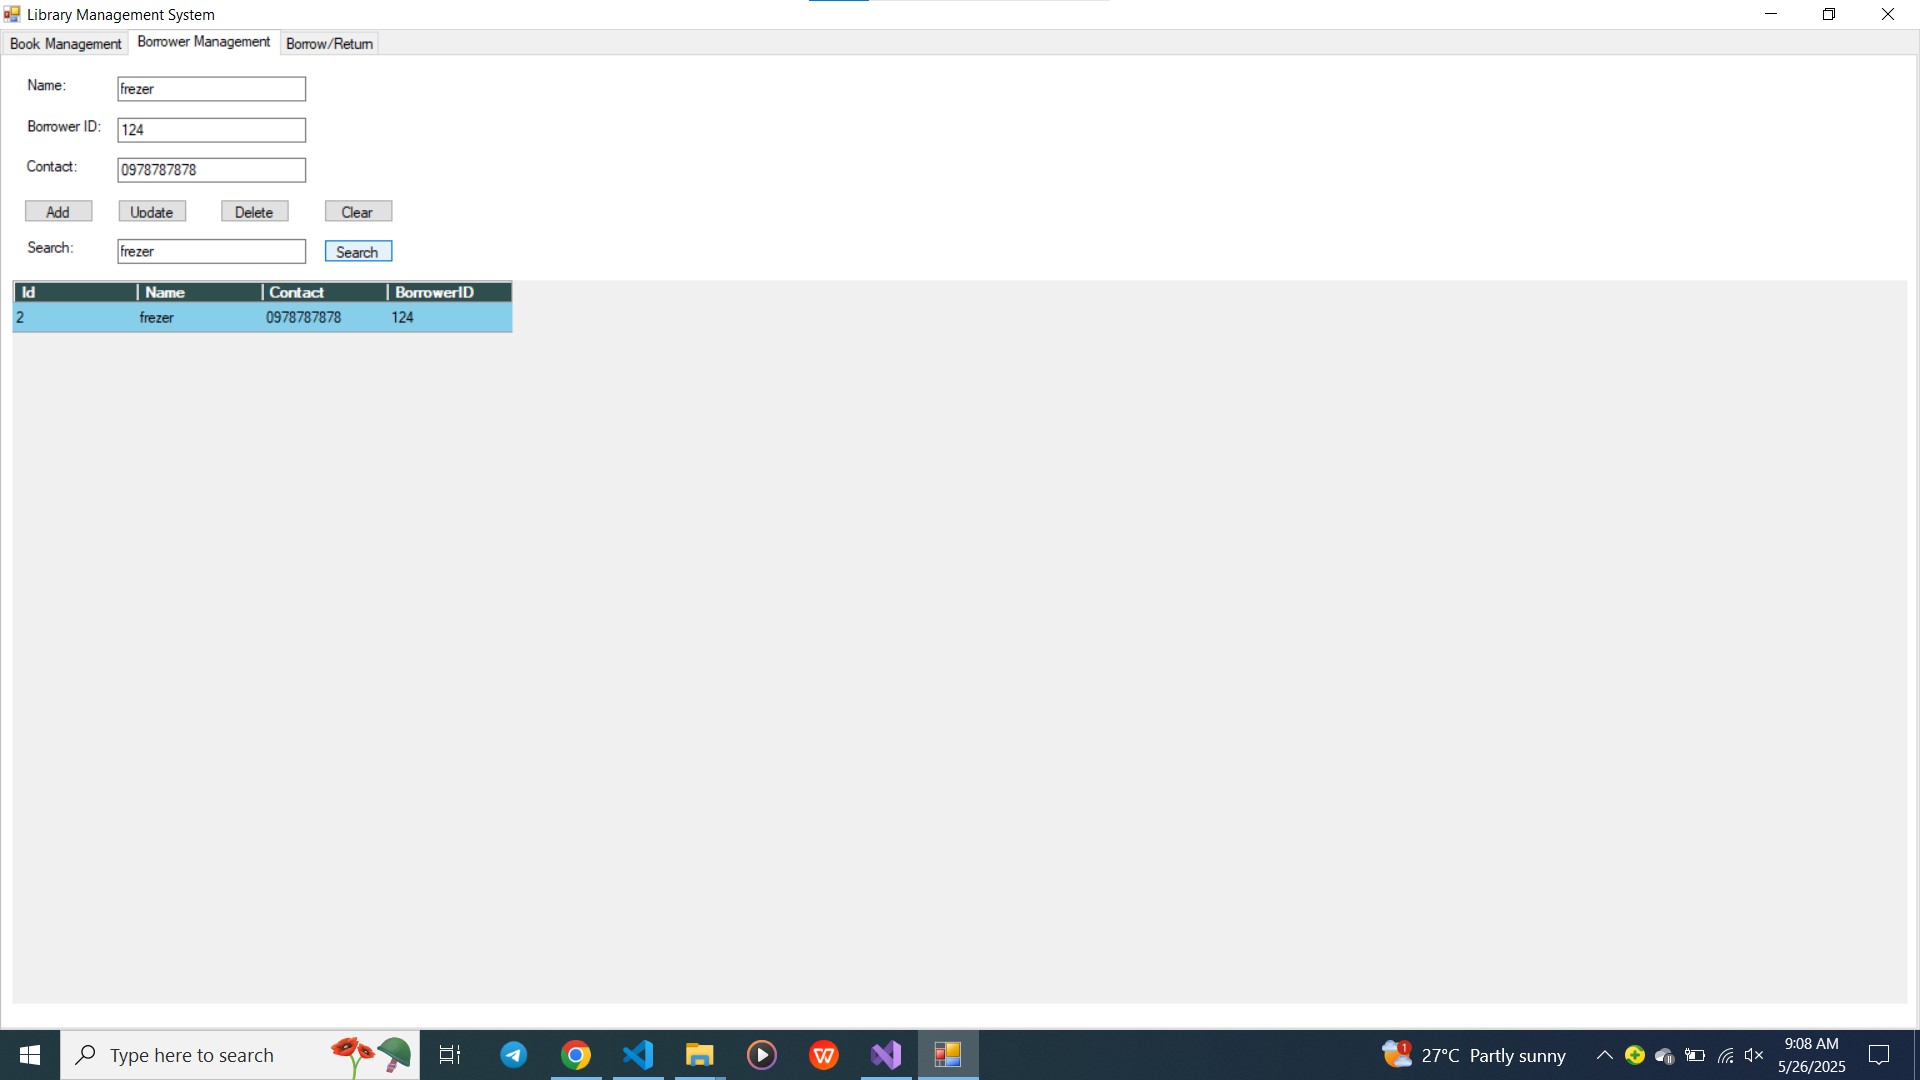 Library Management System
Book Management Borrower Management Borrow/Return
Name: frezer
Borrower ID: 124
Contact: 0978787878
Add Update Delete Clear
Search: frezer Search
Id Name Contact BorrowerID
2 frezer 0978787878 124
Type here to search
W
1
27°C Partly sunny
9:08 AM
5/26/2025